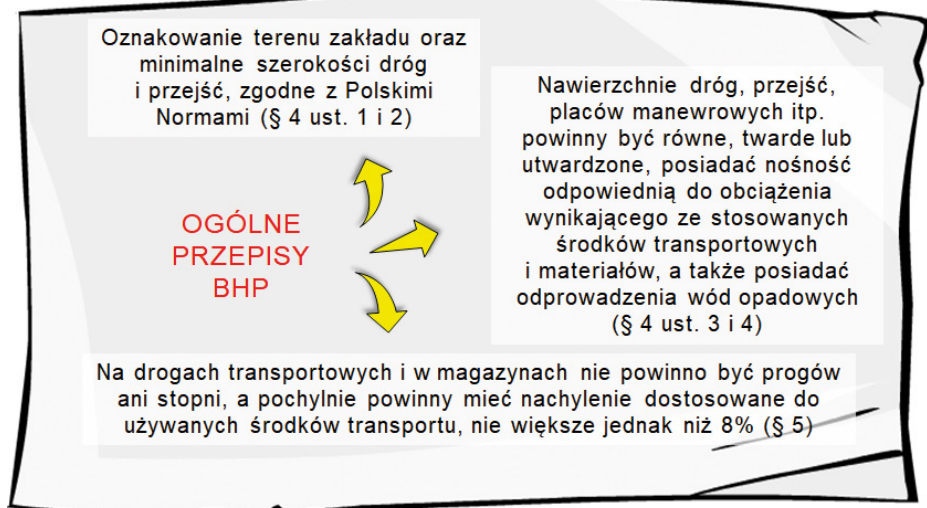 Oznakowanie terenu zakładu oraz
minimalne szerokości dróg
i przejść, zgodne z Polskimi
Normami (§ 4 ust. 1 i 2)
Nawierzchnie dróg, przejść,
placów manewrowych itp.
powinny być równe, twarde lub
utwardzone, posiadać nośność
odpowiednią do obciążenia
wynikającego ze stosowanych
środków transportowych
i materiałów, a także posiadać
odprowadzenia wód opadowych
(§ 4 ust. 3 i 4)
OGÓLNE
PRZEPISY
BHP
Na drogach transportowych i w magazynach nie powinno być progów
ani stopni, a pochylnie powinny mieć nachylenie dostosowane do
używanych środków transportu, nie większe jednak niż 8% (§ 5)